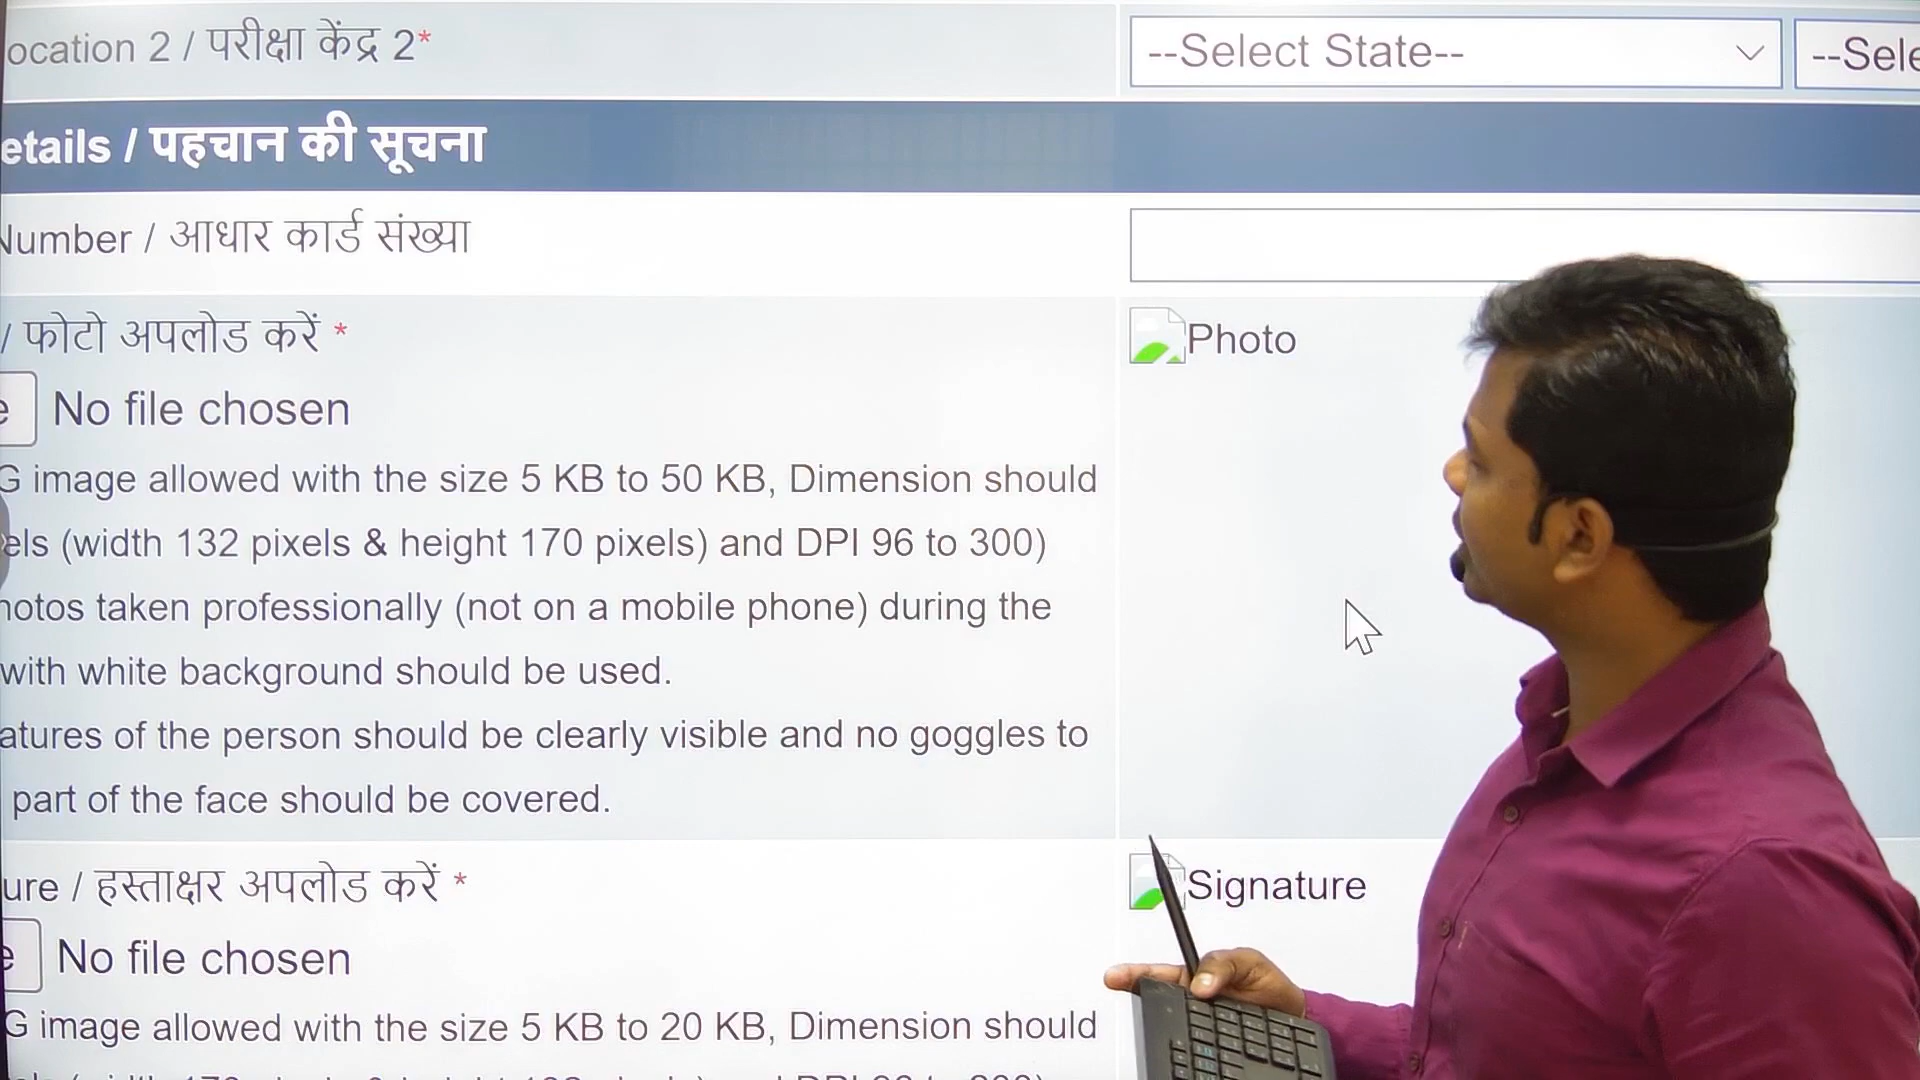 ocation 2 / परीक्षा केंद्र 2*
--Select State--
--Sele
etails / पहचान की सूचना
Number / आधार कार्ड संख्या
/ फोटो अपलोड करें *
Photo
e No file chosen
G image allowed with the size 5 KB to 50 KB, Dimension should
els (width 132 pixels & height 170 pixels) and DPI 96 to 300)
hotos taken professionally (not on a mobile phone) during the
with white background should be used.
atures of the person should be clearly visible and no goggles to
part of the face should be covered.
ure / हस्ताक्षर अपलोड करें *
Signature
e No file chosen
G image allowed with the size 5 KB to 20 KB, Dimension should